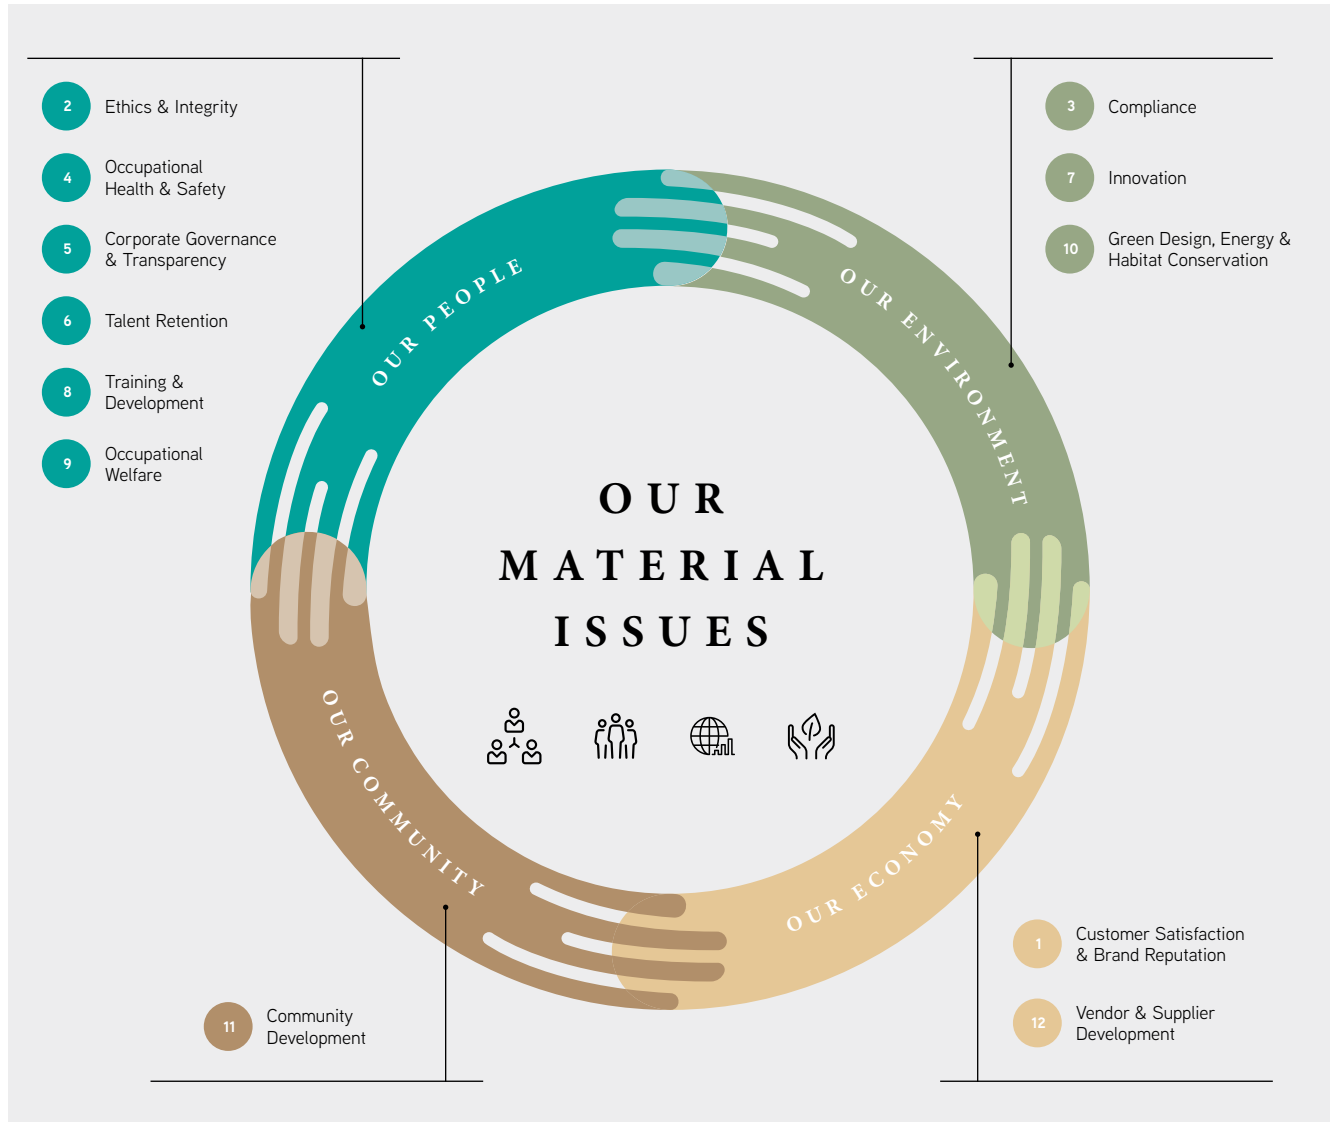 2
Ethics & Integrity
4
Occupational
Health & Safety
5
Corporate Governance
& Transparency
6
Talent Retention
8
Training &
Development
9
Occupational
Welfare
3
Compliance
7
Innovation
10
Green Design, Energy &
Habitat Conservation
OUR PEOPLE
OUR ENVIRONMENT
OUR
MATERIAL
ISSUES
OUR COMMUNITY
OUR ECONOMY
11
Community
Development
1
Customer Satisfaction
& Brand Reputation
12
Vendor & Supplier
Development